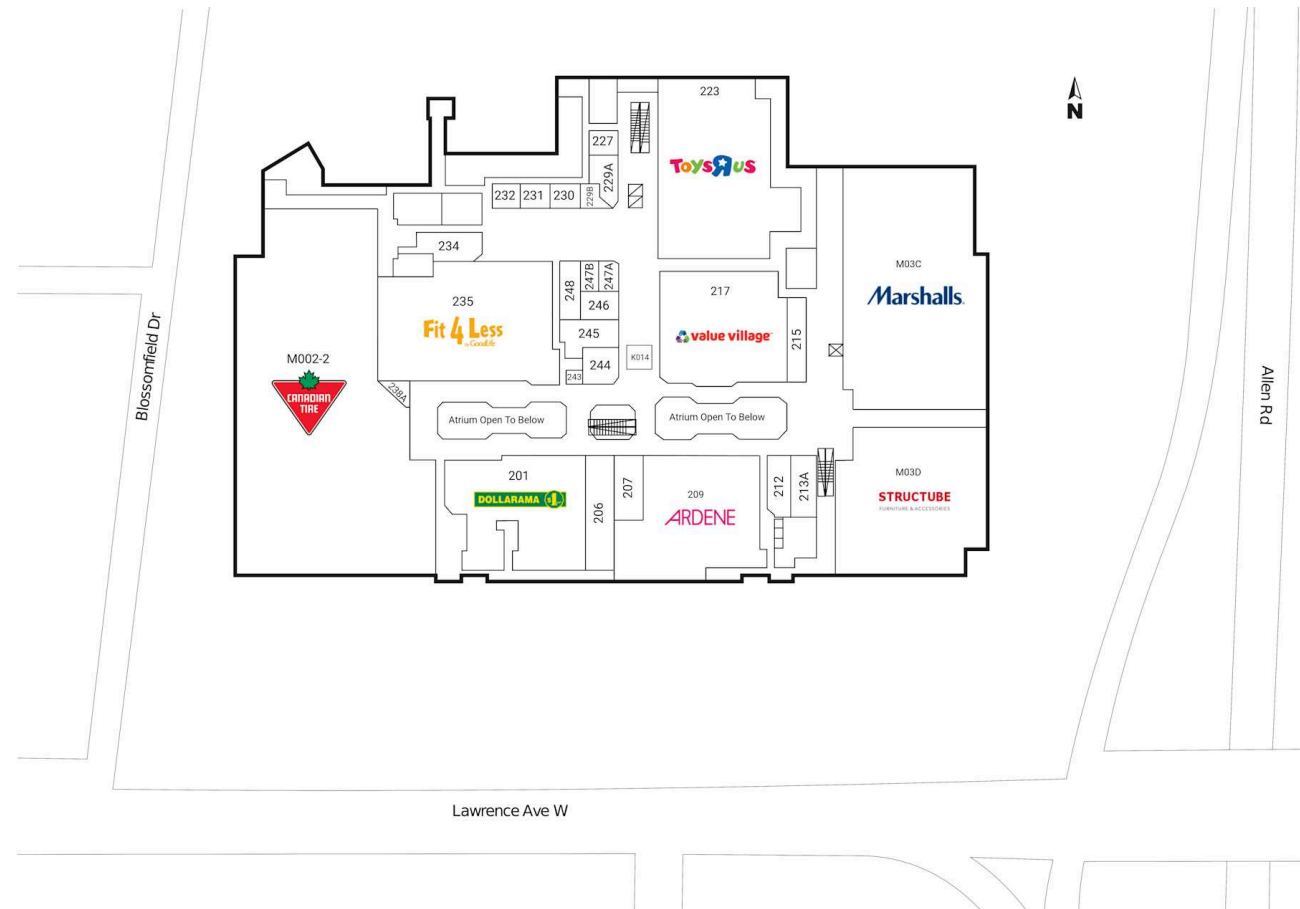 223
N
ToysRus
227
229A
232
231
230
229B
234
248
247B
247A
246
245
244
243
K014
235
Fit 4 Less
by GoodLife
217
value village
215
M03C
Marshalls.
M002-2
CANADIAN
TIRE
238A
Atrium Open To Below
Atrium Open To Below
201
DOLLARAMA $1
206
207
209
ARDENE
212
213A
M03D
STRUCTUBE
FURNITURE & ACCESSORIES
Blossomfield Dr
Allen Rd
Lawrence Ave W